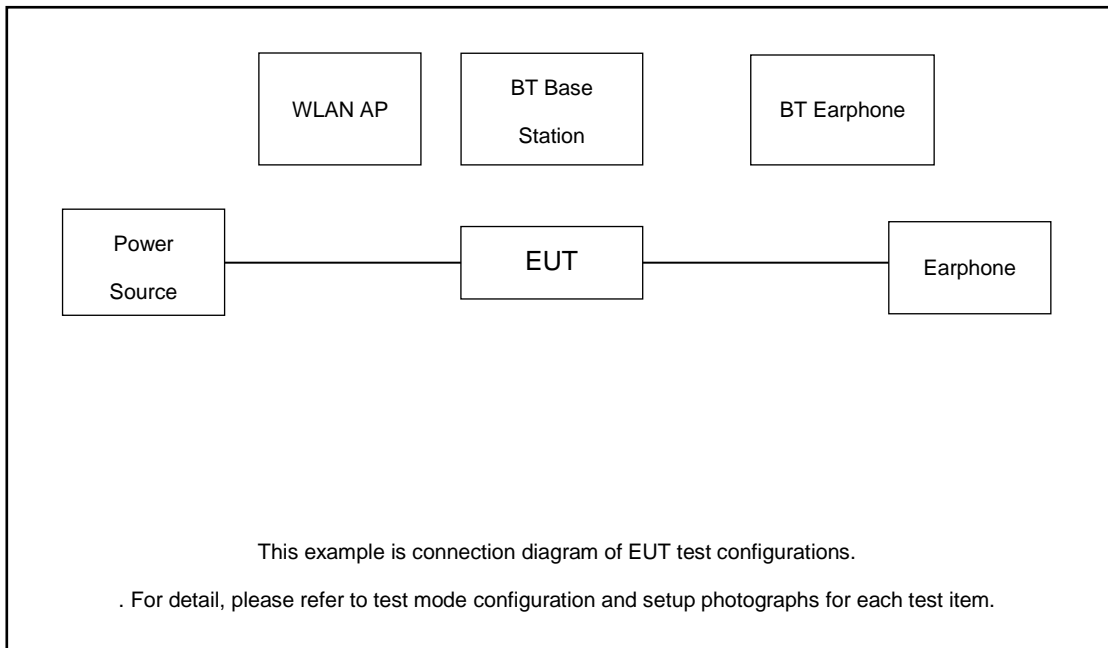 WLAN AP
BT Base
Station
BT Earphone
Power
Source
EUT
Earphone
This example is connection diagram of EUT test configurations.
. For detail, please refer to test mode configuration and setup photographs for each test item.